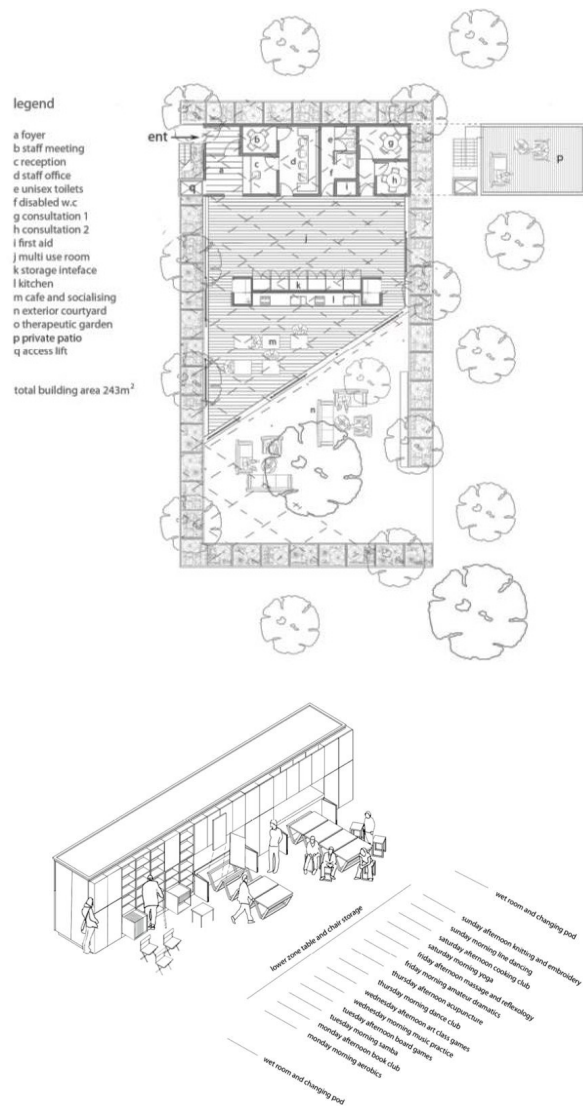 legend
a foyer
b staff meeting
c reception
d staff office
e unisex toilets
f disabled w.c
g consultation 1
h consultation 2
i first aid
j multi use room
k storage inteface
l kitchen
m cafe and socialising
n exterior courtyard
o therapeutic garden
p private patio
q access lift
total building area 243m²
ent
b
e
g
a
c
d
f
h
q
i
p
j
k
l
m
n
lower zone table and chair storage
wet room and changing pod
sunday afternoon knitting and embroidery
sunday morning line dancing
saturday afternoon cooking club
saturday morning yoga
friday afternoon massage and reflexology
friday morning amateur dramatics
thursday afternoon acupuncture
thursday morning dance club
wednesday afternoon art class games
wednesday morning music practice
tuesday afternoon board games
tuesday morning samba
monday afternoon book club
monday morning aerobics
wet room and changing pod